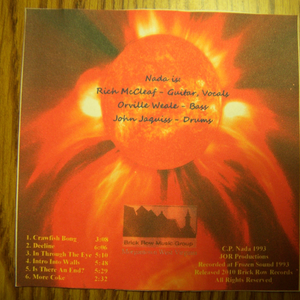 Nada is:
Rich McCleaf - Guitar, Vocals
Orville Weale - Bass
John Jaquiss - Drums
Brick Row Music Group
1. Crawfish Bong 3:08
2. Decline 6:06
3. In Through The Eye 5:10
4. Intro Into Walls 5:48
5. Is There An End? 5:29
6. More Coke 2:32
C.P. Nada 1993
JOR Productions
Recorded at Frozen Sound 1993
Released 2010 Brick Row Records
All Rights Reserved